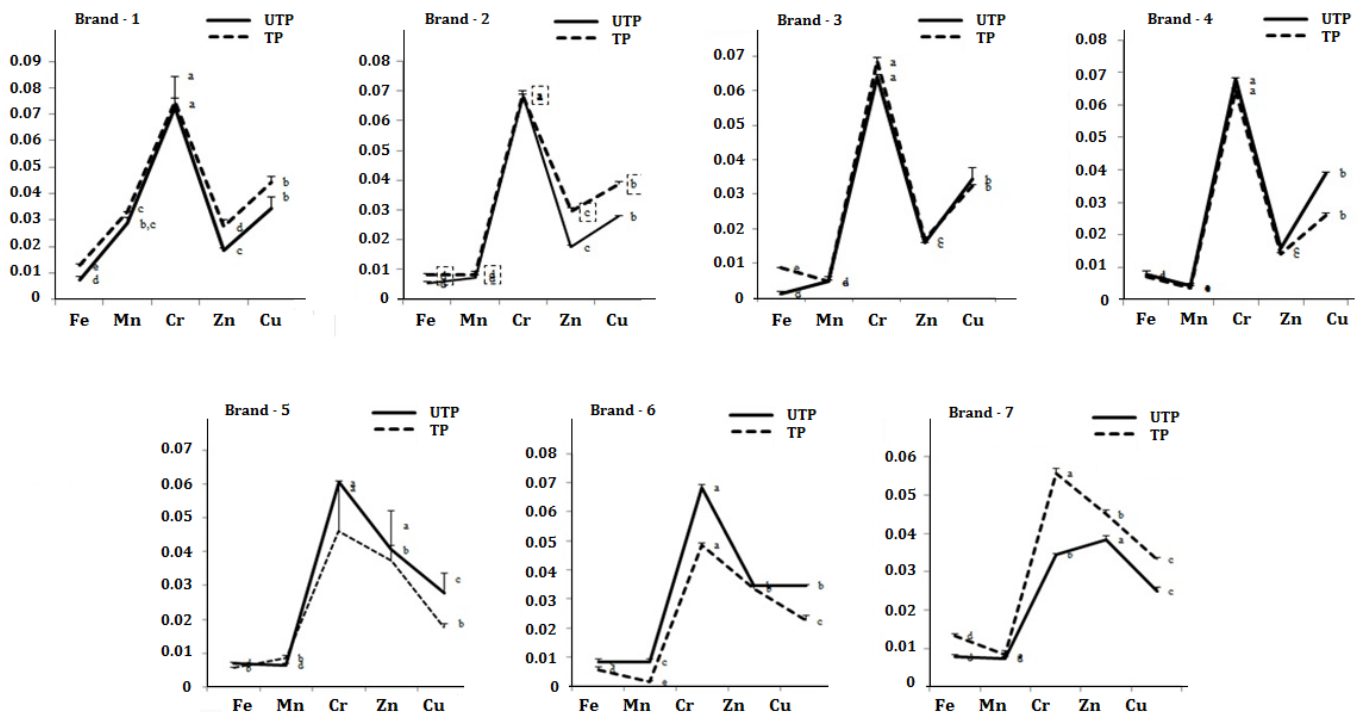 Brand - 1
UTP
TP
0.09
0.08
0.07
0.06
0.05
0.04
0.03
0.02
0.01
0
a
a
c
b,c
d
c
b
b
e
d
Fe Mn Cr Zn Cu
Brand - 2
UTP
TP
0.08
0.07
0.06
0.05
0.04
0.03
0.02
0.01
0
a
b
c
b
c
d
d
Fe Mn Cr Zn Cu
Brand - 3
UTP
TP
0.07
0.06
0.05
0.04
0.03
0.02
0.01
0
a
a
b
b
c
c
e
d
d
Fe Mn Cr Zn Cu
Brand - 4
UTP
TP
0.08
0.07
0.06
0.05
0.04
0.03
0.02
0.01
0
a
a
b
b
c
c
d
Fe Mn Cr Zn Cu
Brand - 5
UTP
TP
0.07
0.06
0.05
0.04
0.03
0.02
0.01
0
a
a
a
b
c
b
b
d
d
b
Fe Mn Cr Zn Cu
Brand - 6
UTP
TP
0.08
0.07
0.06
0.05
0.04
0.03
0.02
0.01
0
a
a
b
b
b
c
c
d
d
e
Fe Mn Cr Zn Cu
Brand - 7
UTP
TP
0.06
0.05
0.04
0.03
0.02
0.01
0
a
b
b
a
c
c
d
d
e
d
Fe Mn Cr Zn Cu